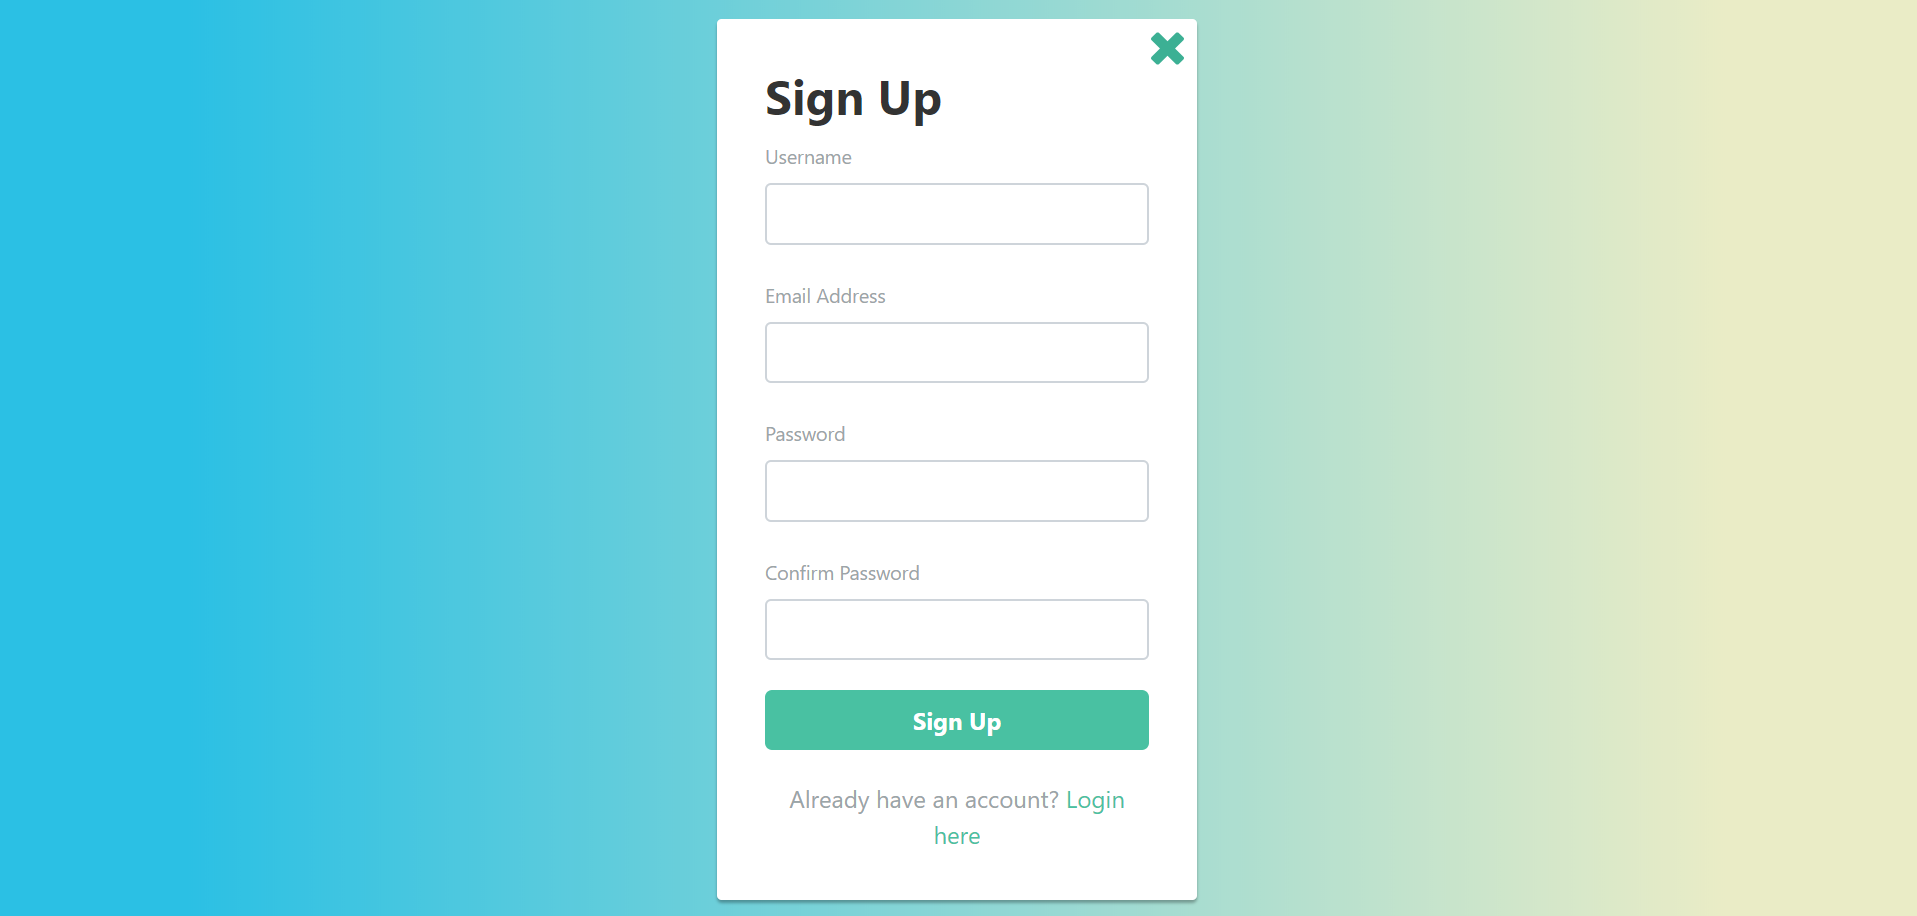 Sign Up
Username
Email Address
Password
Confirm Password
Sign Up
Already have an account? Login
here